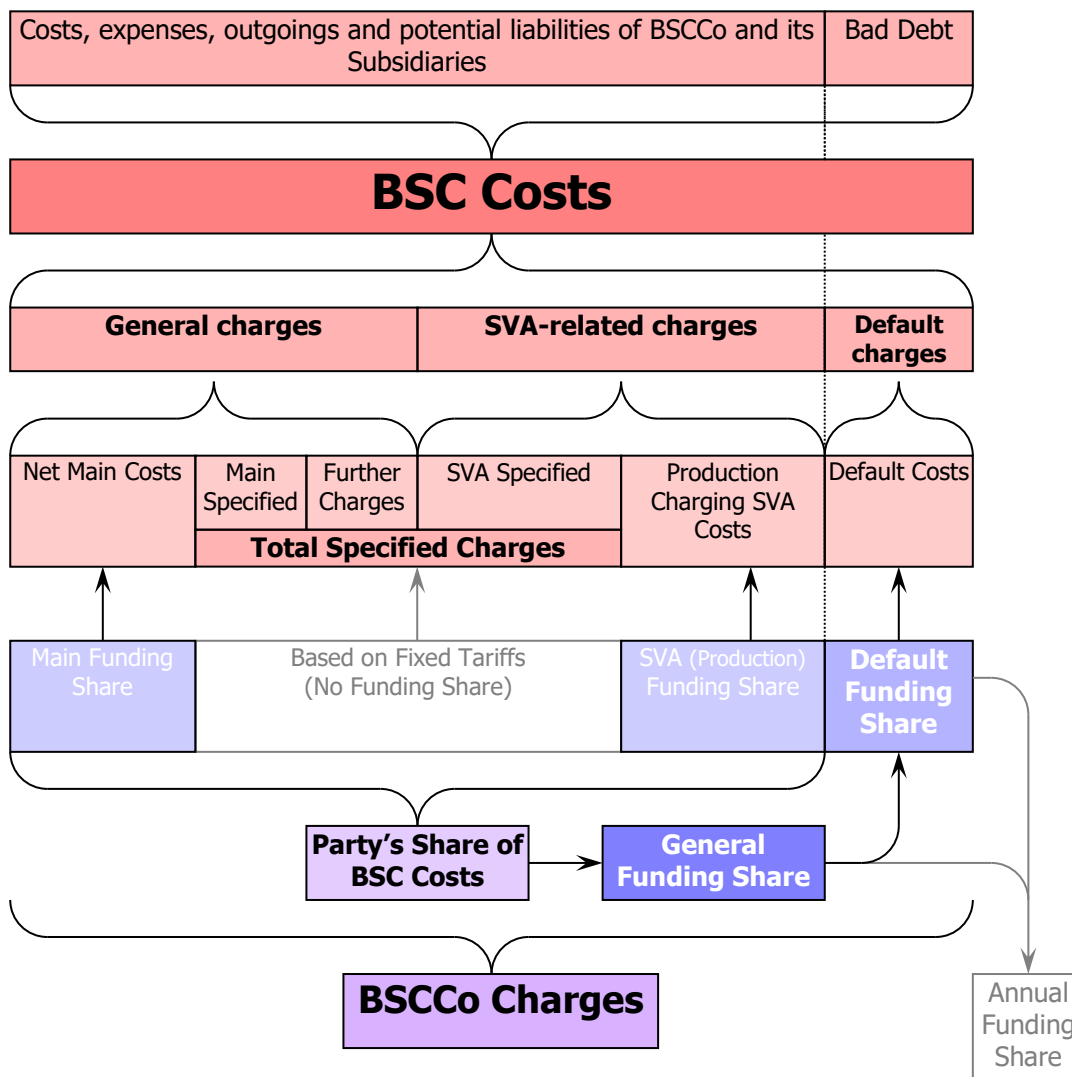 Costs, expenses, outgoings and potential liabilities of BSCCo and its
Subsidiaries
Bad Debt
BSC Costs
General charges
SVA-related charges
Default
charges
Net Main Costs
Main
Specified
Further
Charges
SVA Specified
Production
Charging SVA
Costs
Default Costs
Total Specified Charges
Main Funding
Share
Based on Fixed Tariffs
(No Funding Share)
SVA (Production)
Funding Share
Default
Funding
Share
Party’s Share of
BSC Costs
General
Funding Share
BSCCo Charges
Annual
Funding
Share